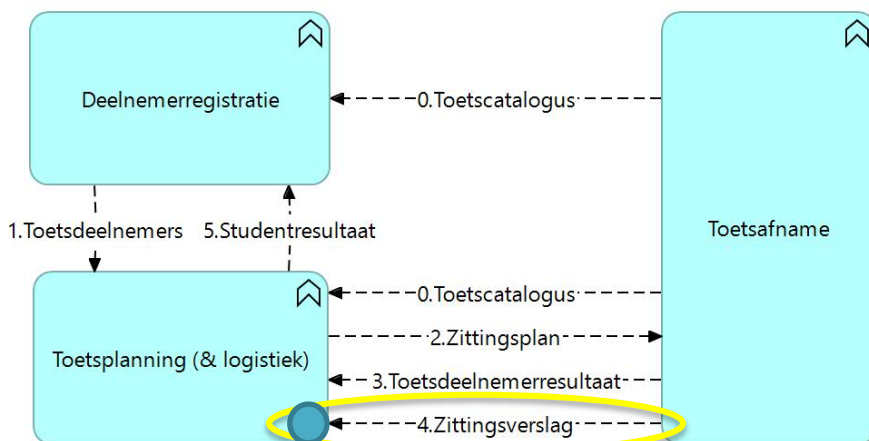 Deelnemerregistratie
0.Toetscatalogus
1.Toetsdeelnemers
5.Studentresultaat
Toetsafname
0.Toetscatalogus
2.Zittingsplan
Toetsplanning (& logistiek)
3.Toetsdeelnemerresultaat
4.Zittingsverslag